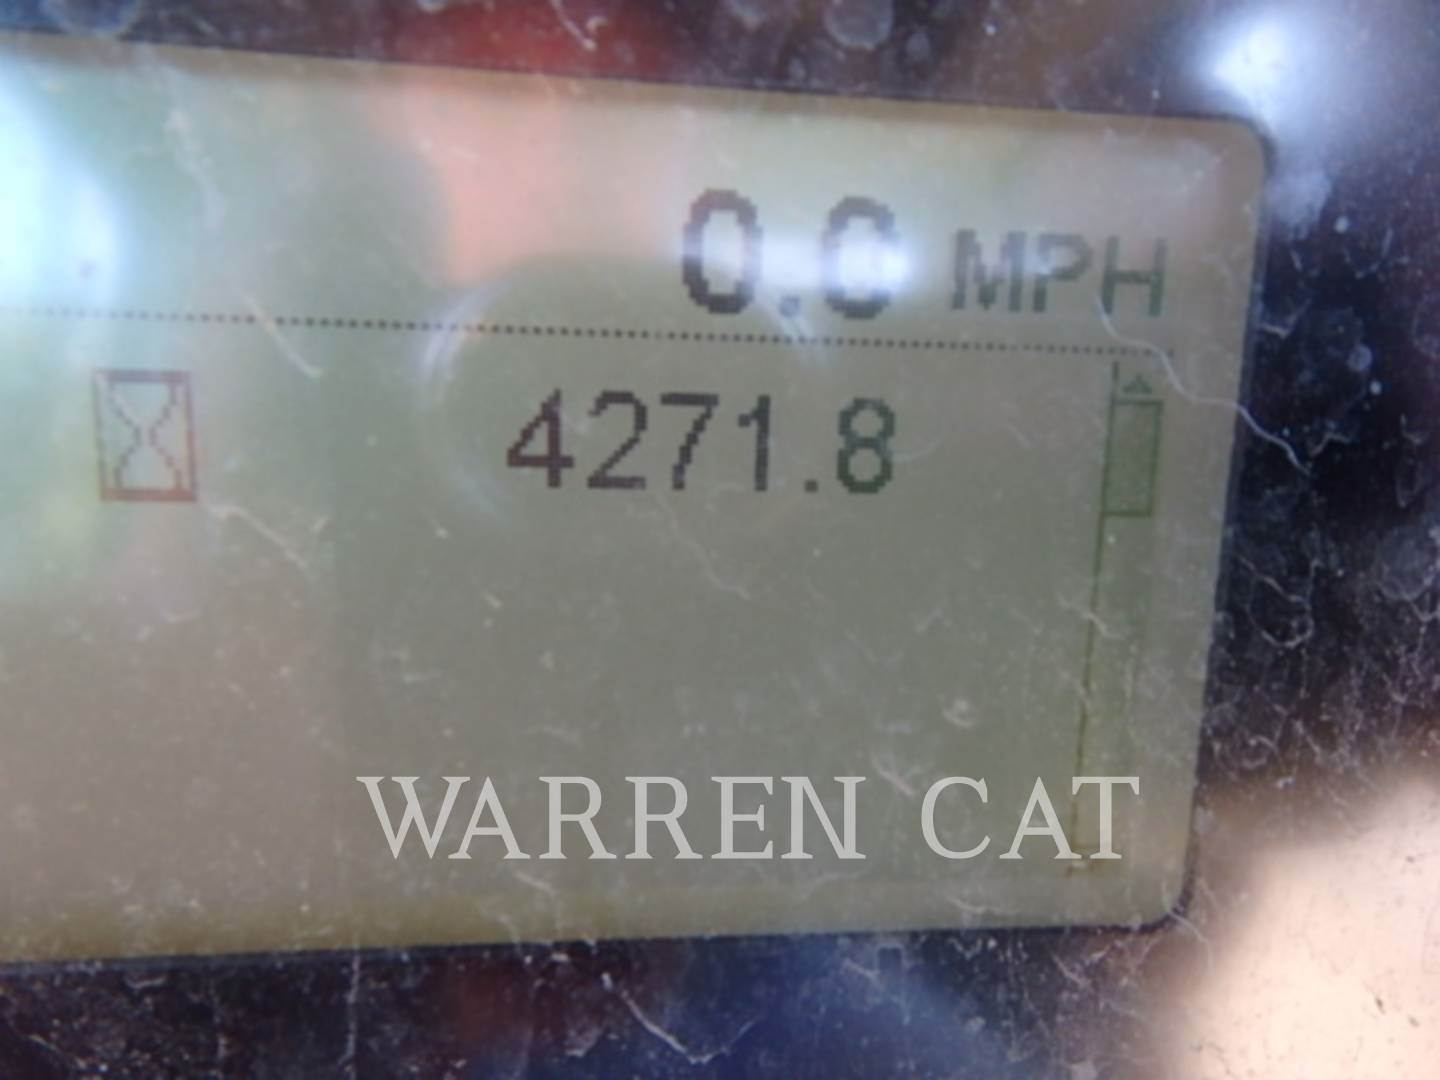 0.0 MPH
4271.8
WARREN CAT